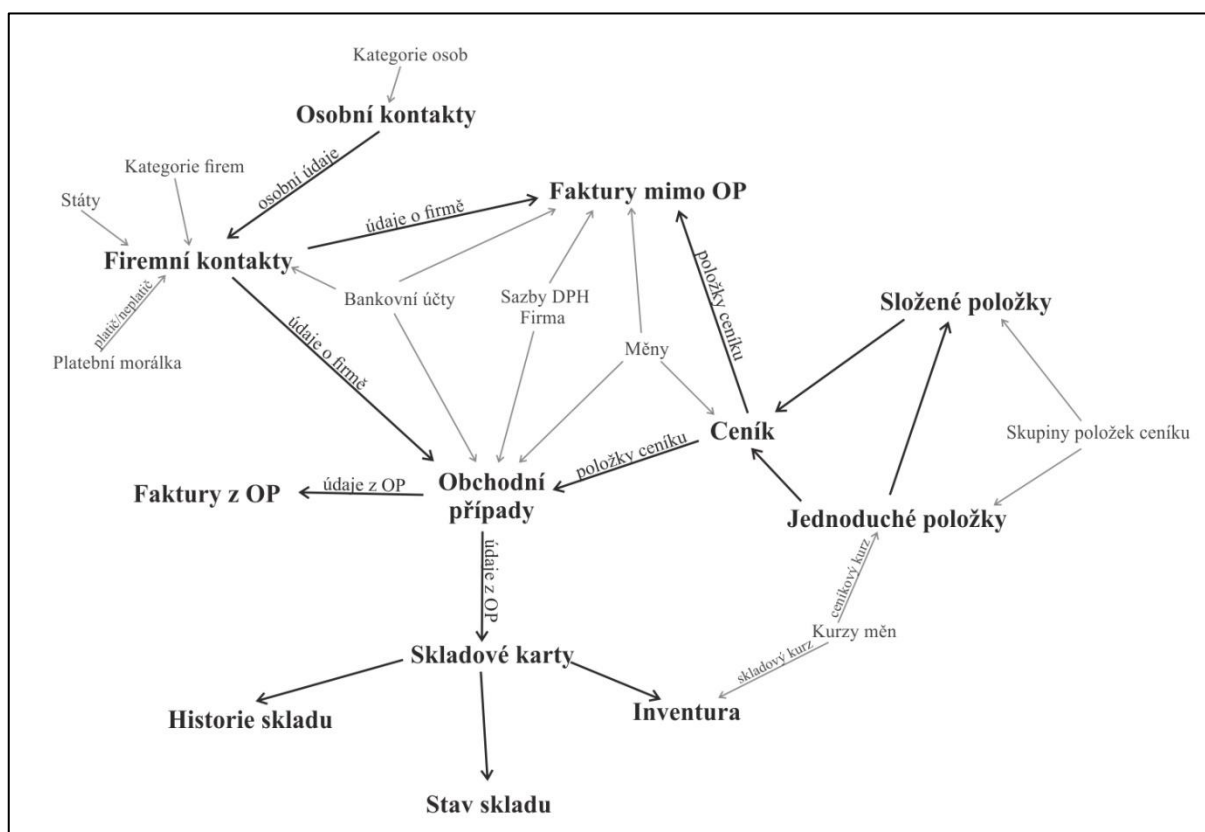 Kategorie osob
Osobní kontakty
Kategorie firem
osobní údaje
Státy
Faktury mimo OP
údaje o firmě
Firemní kontakty
Bankovní účty
Sazby DPH
Firma
položky ceníku
Složené položky
platič/neplatič
Platební morálka
údaje o firmě
Měny
Ceník
Skupiny položek ceníku
položky ceníku
Faktury z OP
údaje z OP
Obchodní
případy
Jednoduché položky
údaje z OP
ceníkový kurz
Kurzy měn
Skladové karty
skladový kurz
Historie skladu
Inventura
Stav skladu